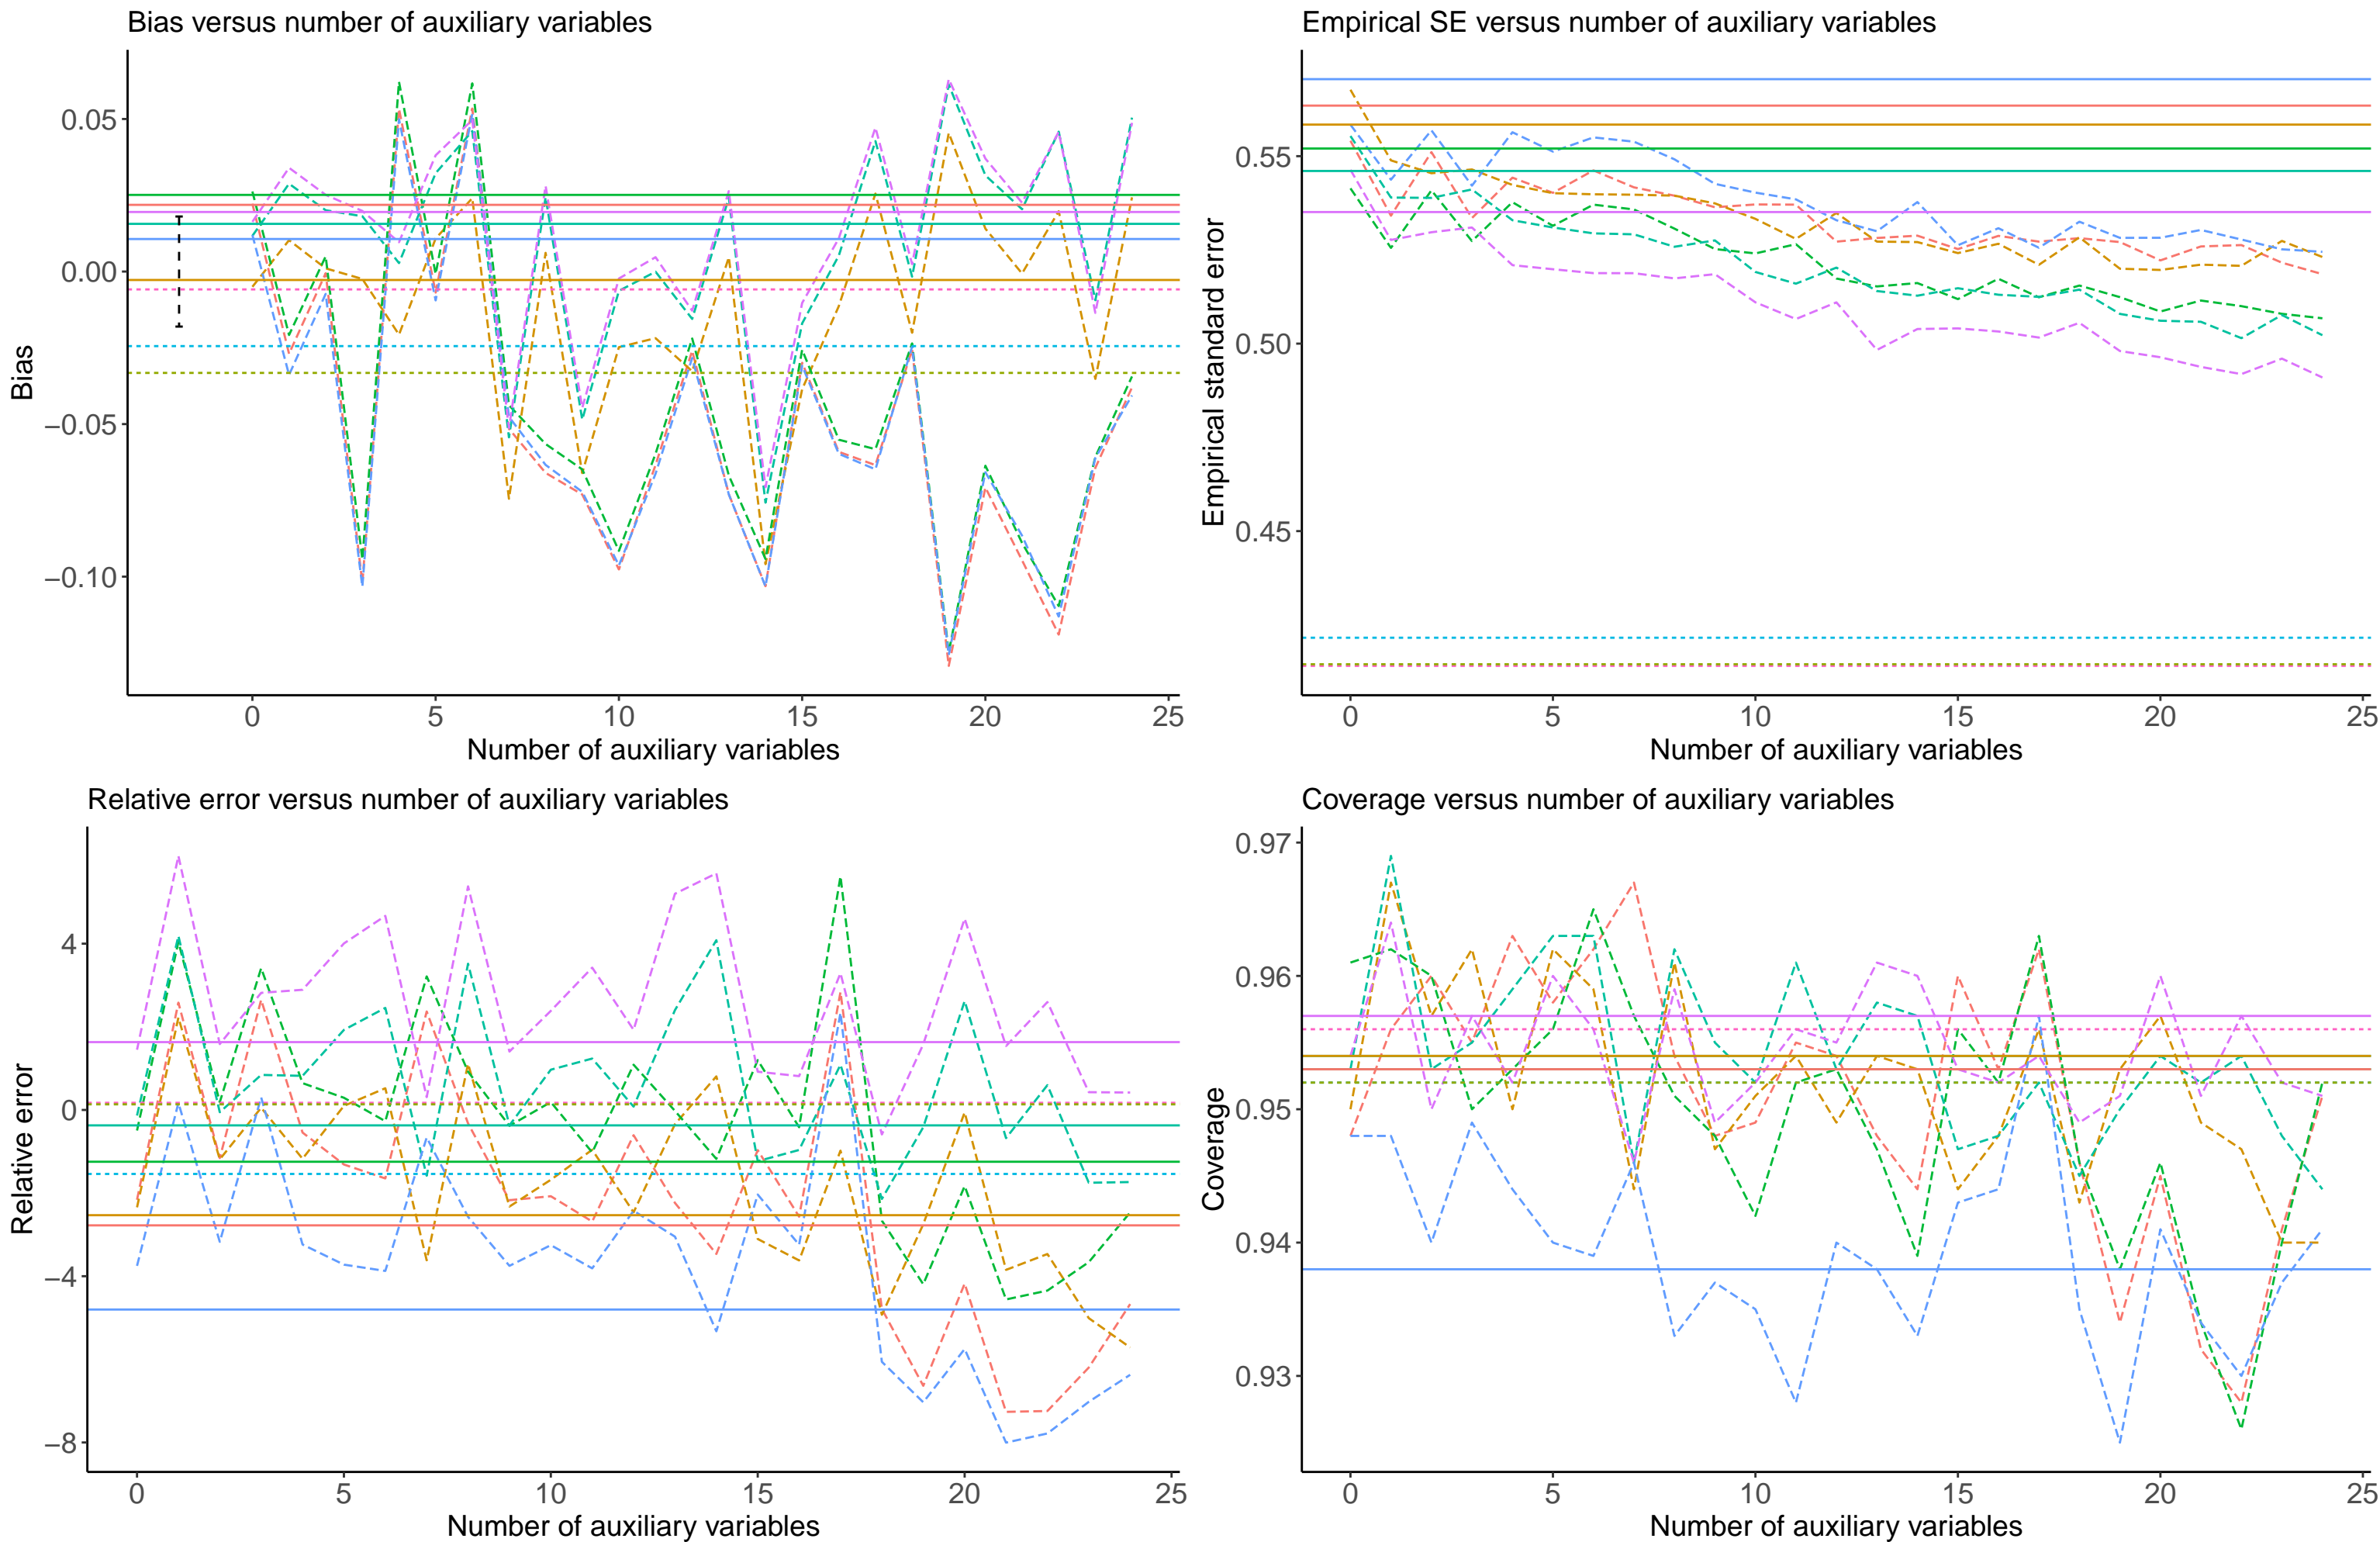 Bias versus number of auxiliary variables
0.05
0.00
−0.05
−0.10
Bias
0 5 10 15 20 25
Number of auxiliary variables
Empirical SE versus number of auxiliary variables
0.55
0.50
0.45
Empirical standard error
0 5 10 15 20 25
Number of auxiliary variables
Relative error versus number of auxiliary variables
4
0
−4
−8
Relative error
0 5 10 15 20 25
Number of auxiliary variables
Coverage versus number of auxiliary variables
0.97
0.96
0.95
0.94
0.93
Coverage
0 5 10 15 20 25
Number of auxiliary variables